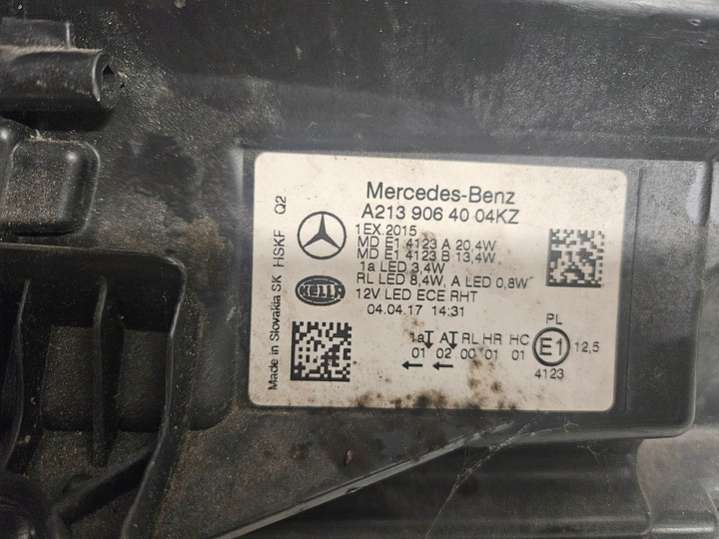 Mercedes-Benz
A213 906 40 04KZ
1EX 2015
MD E1 4123 A 20,4W
MD E1 4123 B 13,4W
1a LED 3,4W
RL LED 8,4W, A LED 0,8W
12V LED ECE RHT
04.04.17 14:31
HELLA
Made in Slovakia SK HSKF Q2
1a AT RL HR HC
01 02 00 01 01
PL
E1 12,5
4123